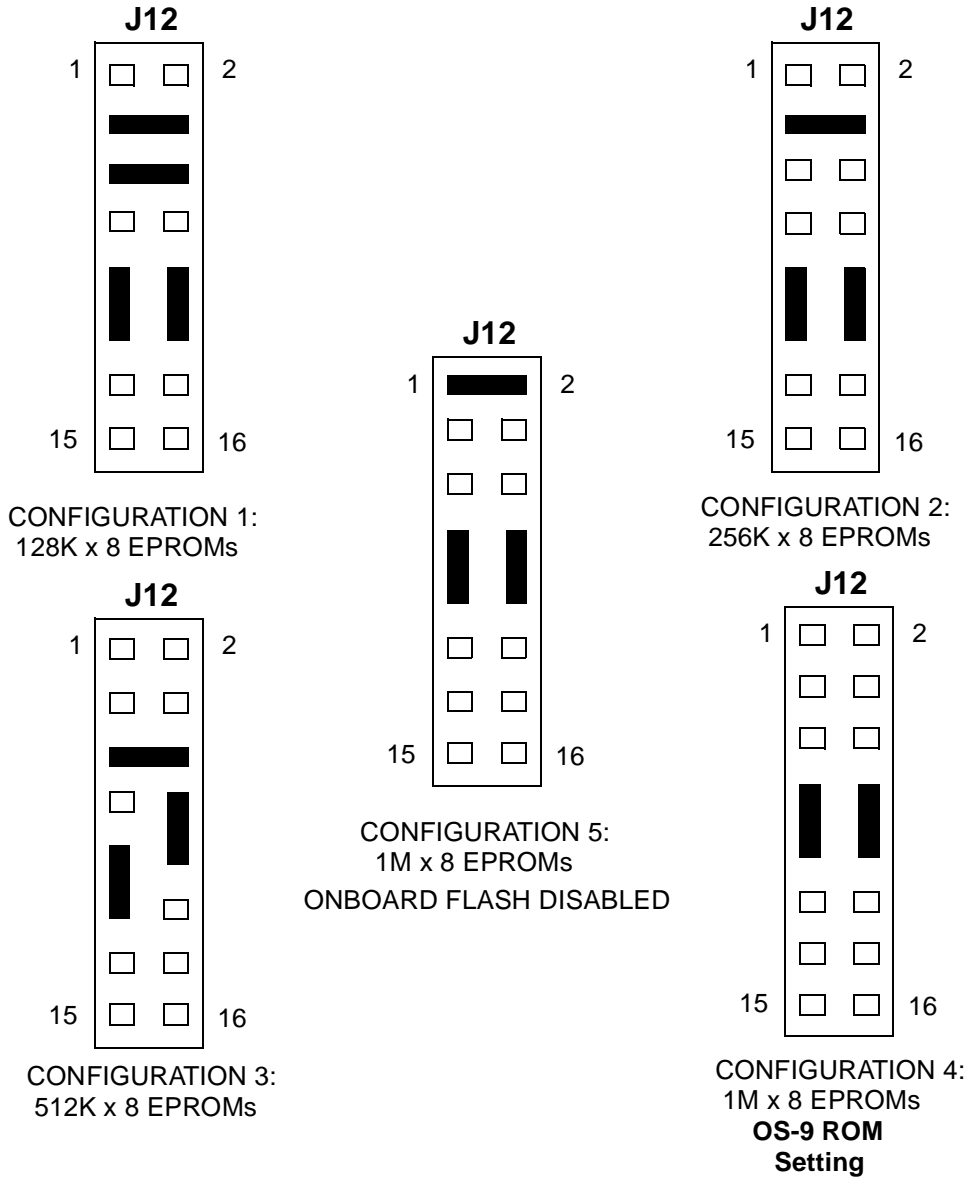 J12
1 2
15 16
CONFIGURATION 1:
128K x 8 EPROMs
J12
1 2
15 16
CONFIGURATION 2:
256K x 8 EPROMs
J12
1 2
15 16
CONFIGURATION 5:
1M x 8 EPROMs
ONBOARD FLASH DISABLED
J12
1 2
15 16
CONFIGURATION 3:
512K x 8 EPROMs
J12
1 2
15 16
CONFIGURATION 4:
1M x 8 EPROMs
OS-9 ROM
Setting